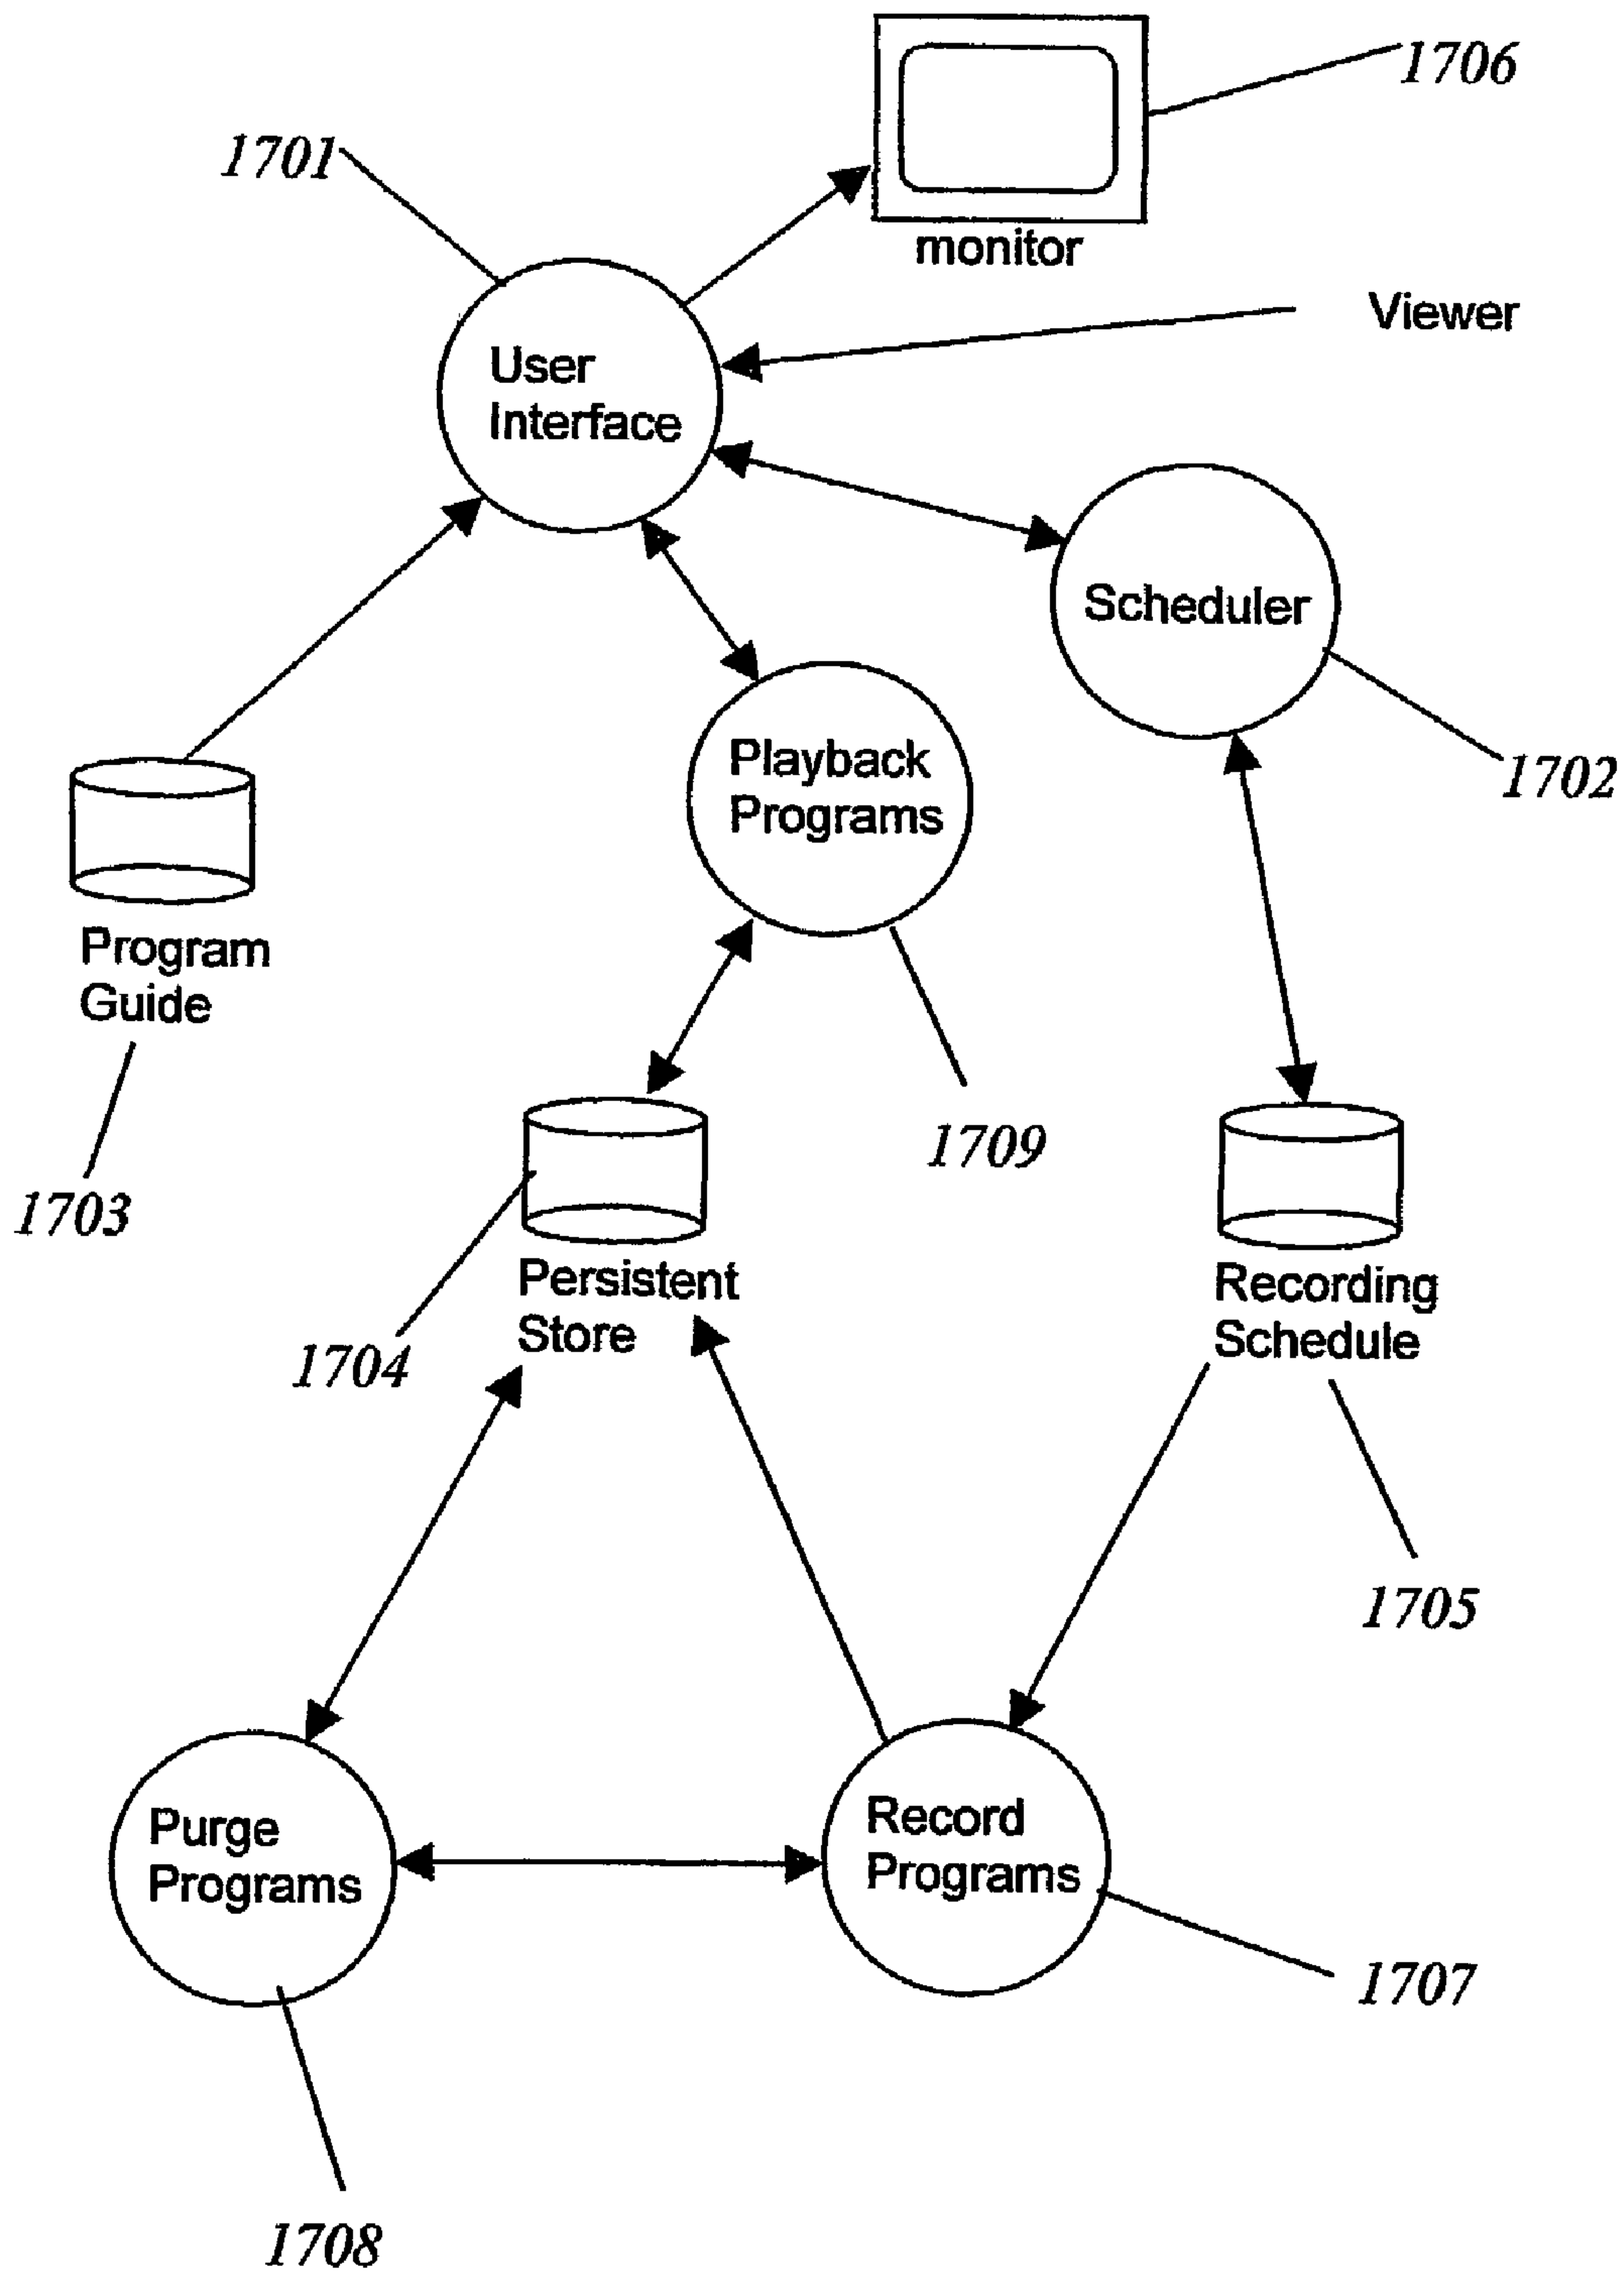 1706
1701
monitor
Viewer
User
Interface
Scheduler
Playback
Programs
1702
Program
Guide
1709
1703
Persistent
Store
Recording
Schedule
1704
1705
Purge
Programs
Record
Programs
1707
1708